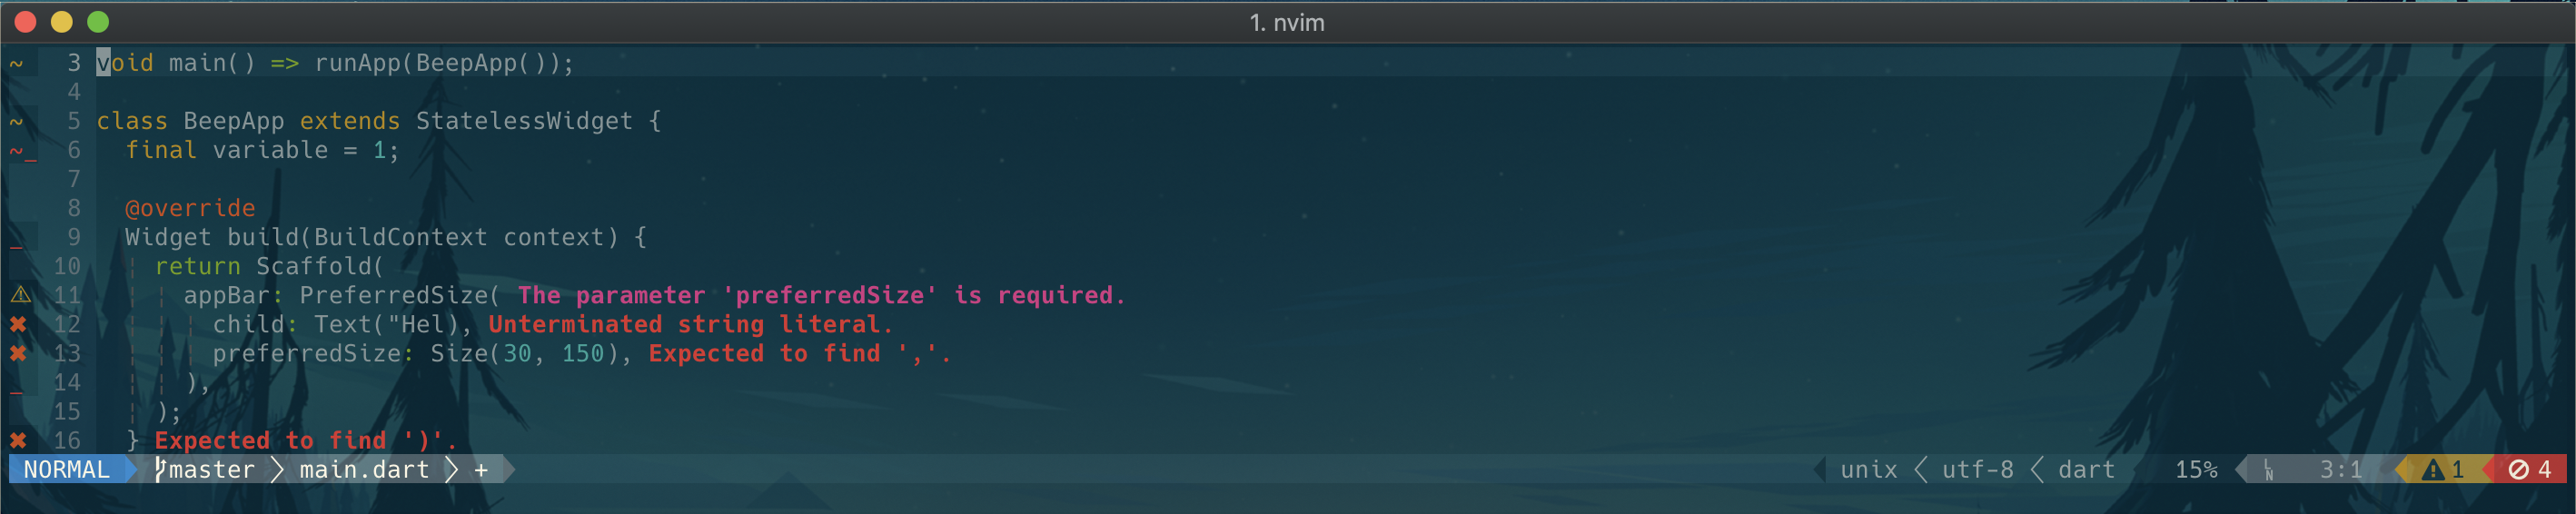 1. nvim
~ 3 void main() => runApp(BeepApp());
4
~ 5 class BeepApp extends StatelessWidget {
~_ 6 final variable = 1;
7
8 @override
_ 9 Widget build(BuildContext context) {
10 ¦ return Scaffold(
⚠ 11 ¦ ¦ appBar: PreferredSize( The parameter 'preferredSize' is required.
✖ 12 ¦ ¦ ¦ child: Text("Hel), Unterminated string literal.
✖ 13 ¦ ¦ ¦ preferredSize: Size(30, 150), Expected to find ','.
_ 14 ¦ ¦ ),
15 ¦ );
✖ 16 } Expected to find ')'.
NORMAL master main.dart + unix utf-8 dart 15% LN 3:1 ⚠ 1 ⊘ 4